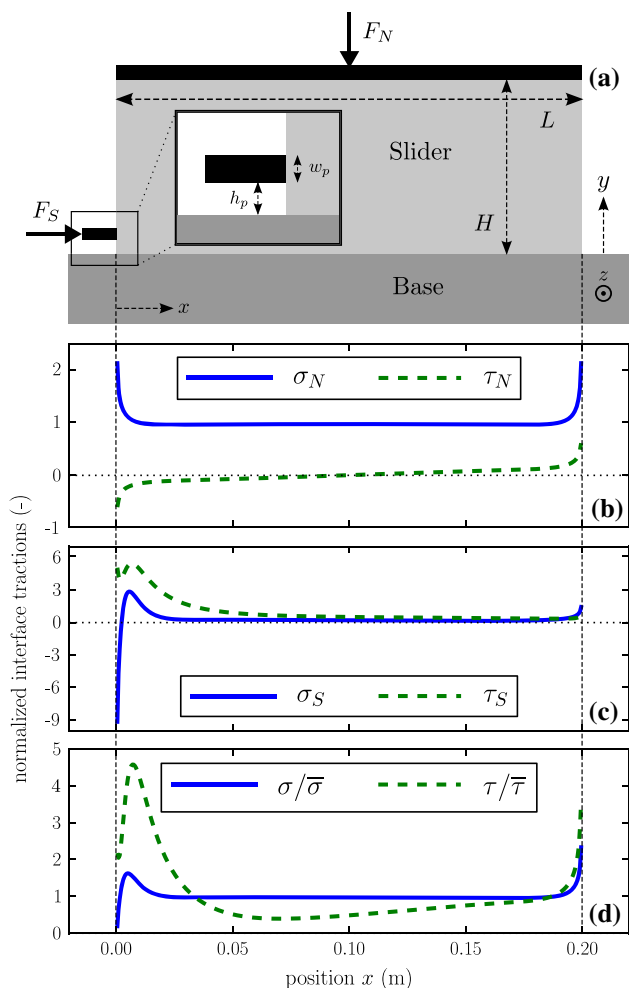 F_N
(a)
L
Slider
w_p
h_p
F_S
H
y
z
x
Base
2
1
0
-1
σ_N
τ_N
(b)
6
3
0
-3
-6
-9
σ_S
τ_S
(c)
5
4
3
2
1
0
σ/σ̅
τ/τ̅
(d)
normalized interface tractions (-)
0.00
0.05
0.10
0.15
0.20
position x (m)